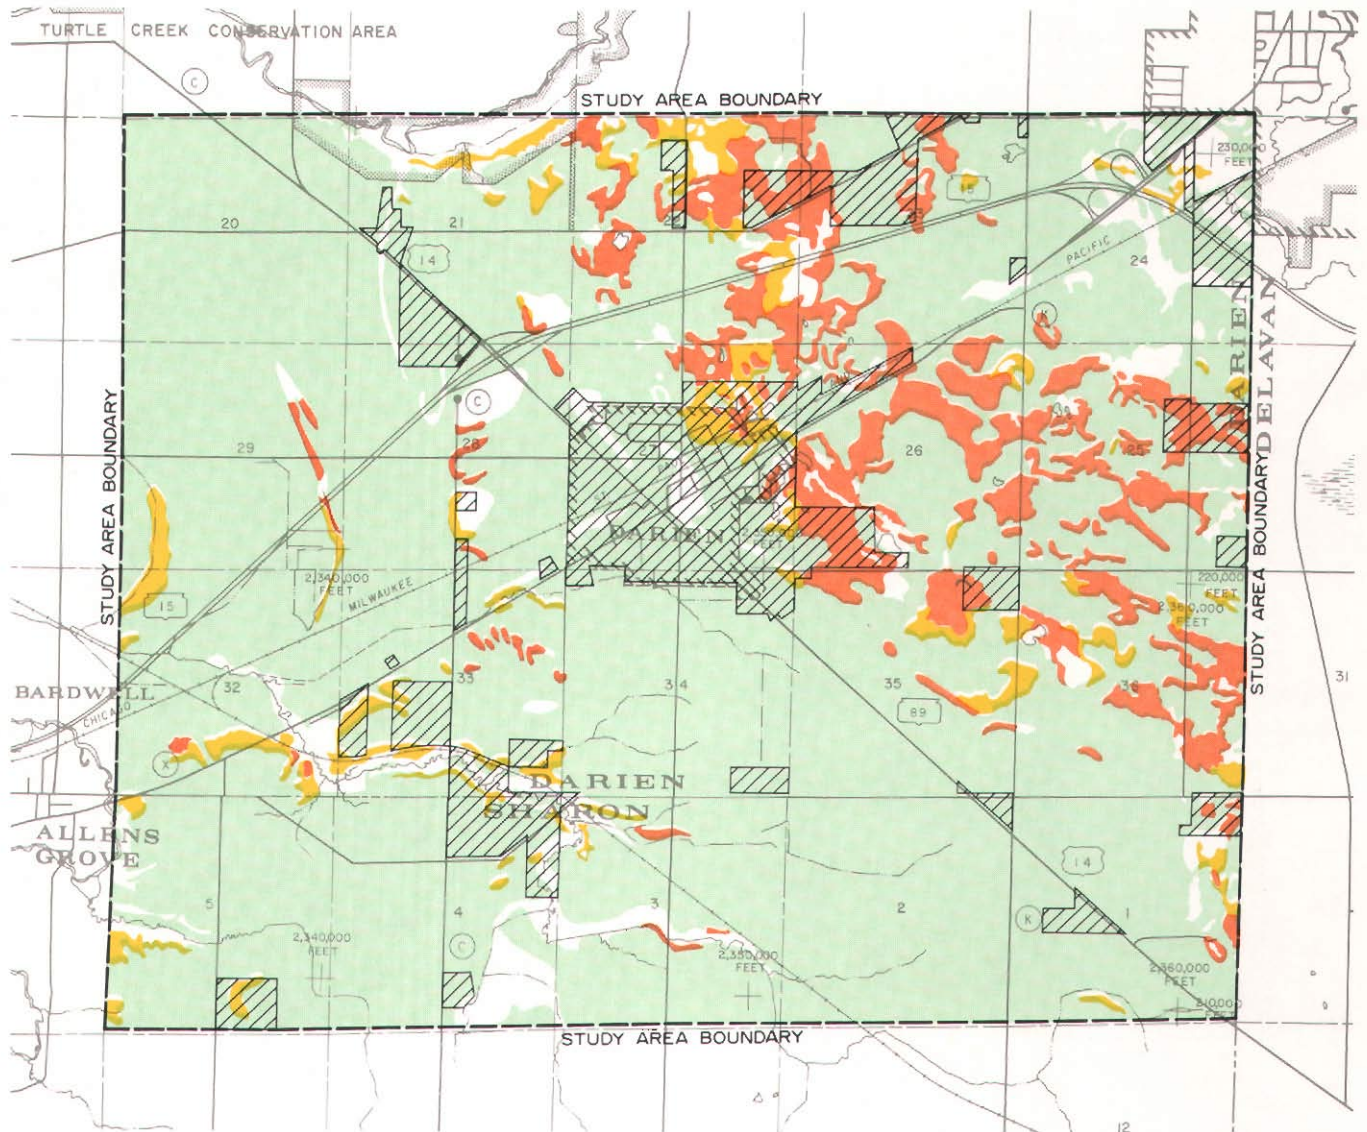 TURTLE CREEK CONSERVATION AREA
C
STUDY AREA BOUNDARY
230,000
FEET
15
20
21
23
14
PACIFIC
24
K
DARIEN
DELAVAN
C
STUDY AREA BOUNDARY
29
28
27
26
25
DARIEN
FEET
STUDY AREA BOUNDARY
2,340,000
FEET
MILWAUKEE
15
220,000
FEET
2,360,000
FEET
BARDWELL
CHICAGO
32
33
34
35
36
31
89
X
DARIEN
SHARON
ALLENS
GROVE
14
5
4
3
2
K
1
C
2,340,000
FEET
2,350,000
FEET
2,360,000
FEET
210,000
STUDY AREA BOUNDARY
12